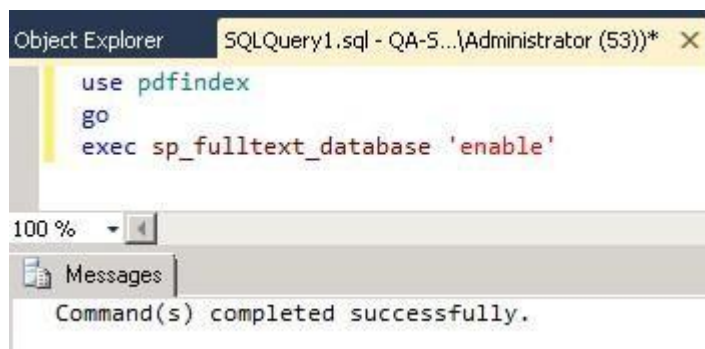 Object Explorer SQLQuery1.sql - QA-S...\Administrator (53))*
use pdfindex
go
exec sp_fulltext_database 'enable'
100 %
Messages
Command(s) completed successfully.